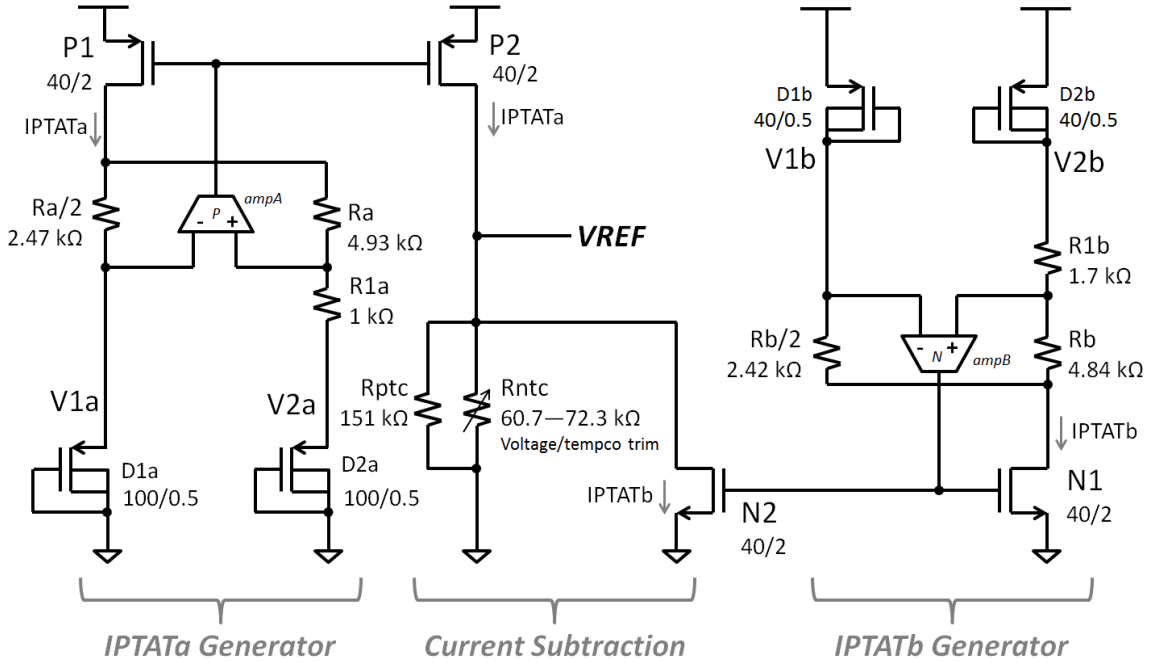 P1
40/2
IPTATa
Ra/2
2.47 kΩ
P
ampA
- +
Ra
4.93 kΩ
R1a
1 kΩ
V1a
D1a
100/0.5
V2a
D2a
100/0.5
IPTATa Generator
P2
40/2
IPTATa
VREF
Rptc
151 kΩ
Rntc
60.7—72.3 kΩ
Voltage/tempco trim
IPTATb
N2
40/2
Current Subtraction
D1b
40/0.5
V1b
D2b
40/0.5
V2b
R1b
1.7 kΩ
Rb/2
2.42 kΩ
- +
N
ampB
Rb
4.84 kΩ
IPTATb
N1
40/2
IPTATb Generator